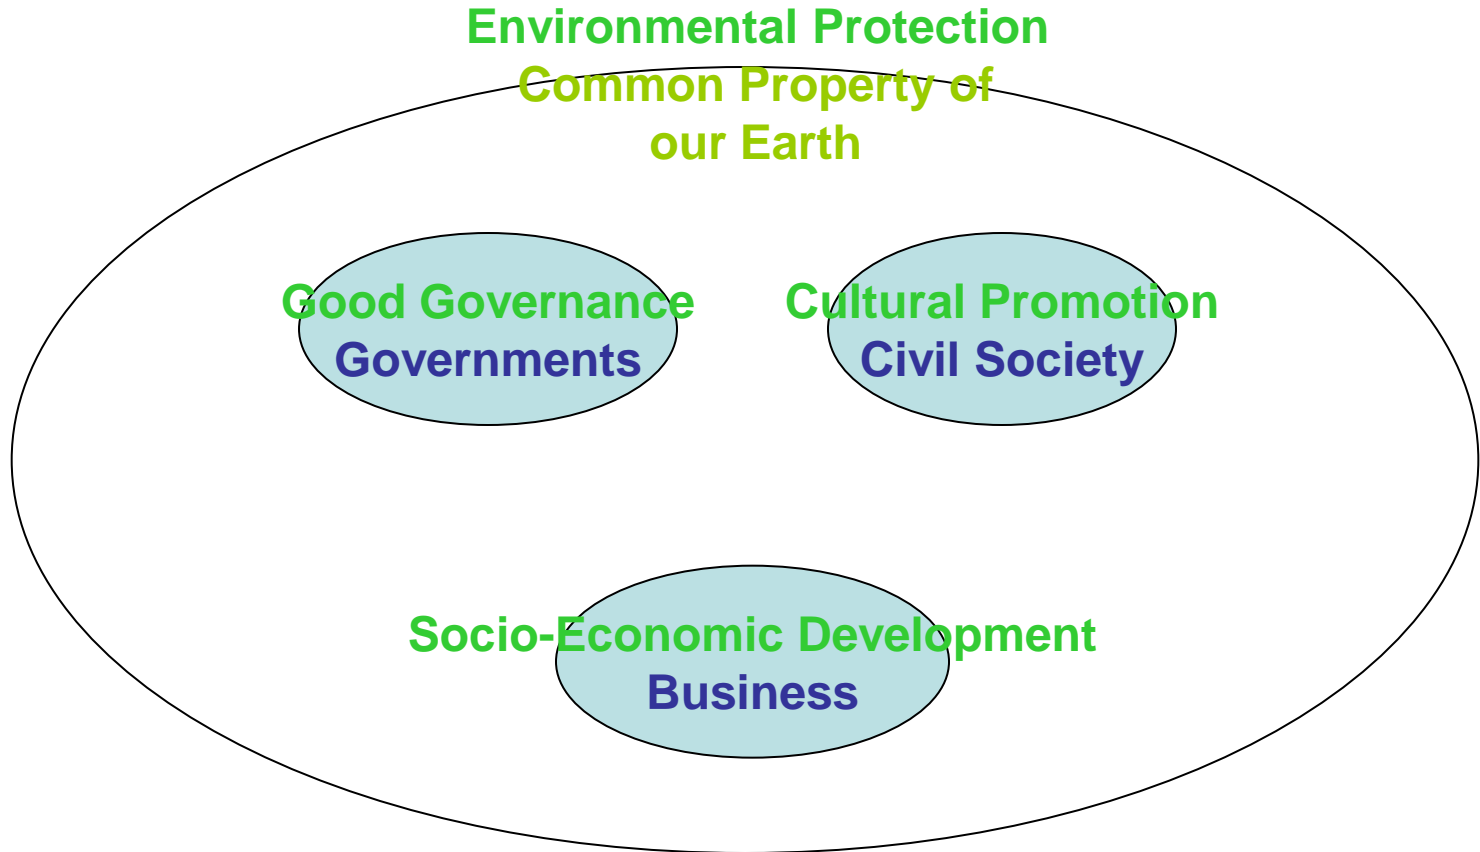 Environmental Protection
Common Property of
our Earth
Good Governance
Governments
Cultural Promotion
Civil Society
Socio-Economic Development
Business